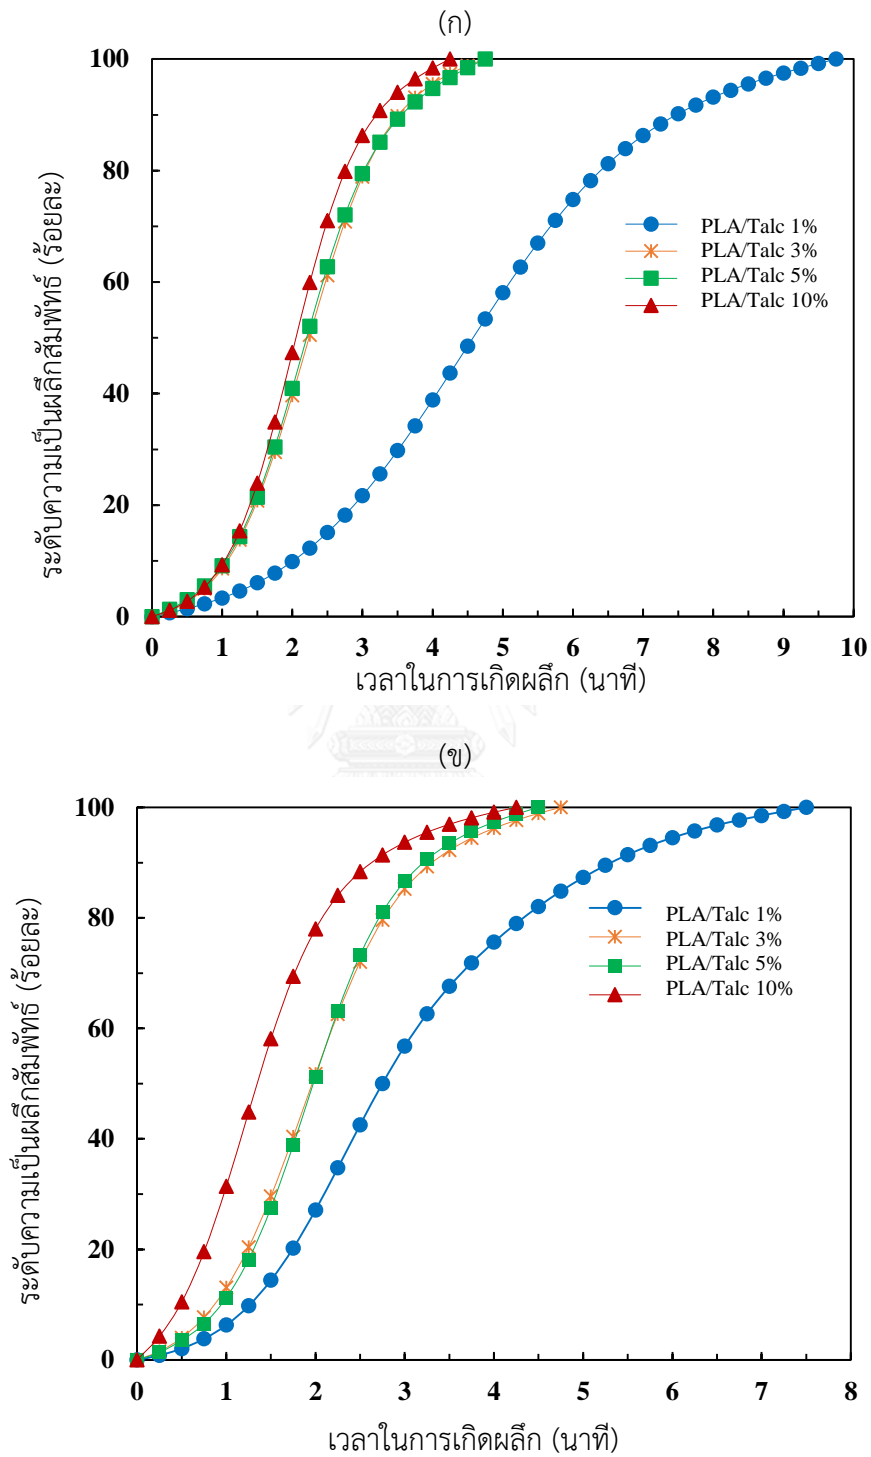 (ก)
100
80
60
40
20
0
ระดับความเป็นผลึกสัมพัทธ์ (ร้อยละ)
PLA/Talc 1%
PLA/Talc 3%
PLA/Talc 5%
PLA/Talc 10%
0 1 2 3 4 5 6 7 8 9 10
เวลาในการเกิดผลึก (นาที)
(ข)
100
80
60
40
20
0
ระดับความเป็นผลึกสัมพัทธ์ (ร้อยละ)
PLA/Talc 1%
PLA/Talc 3%
PLA/Talc 5%
PLA/Talc 10%
0 1 2 3 4 5 6 7 8
เวลาในการเกิดผลึก (นาที)